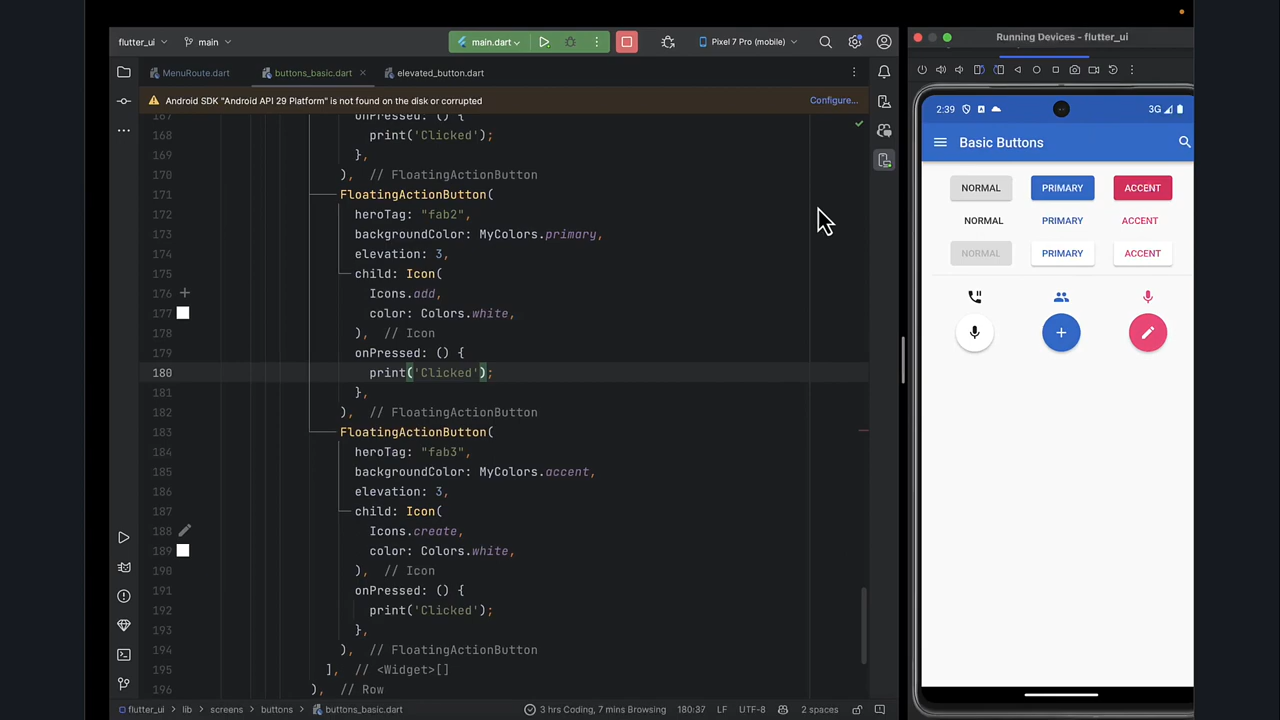 flutter_ui main main.dart Pixel 7 Pro (mobile) Running Devices - flutter_ui
MenuRoute.dart buttons_basic.dart elevated_button.dart
Android SDK "Android API 29 Platform" is not found on the disk or corrupted Configure...
167 onPressed: () {
168 print('Clicked');
169 },
170 ), // FloatingActionButton
171 FloatingActionButton(
172 heroTag: "fab2",
173 backgroundColor: MyColors.primary,
174 elevation: 3,
175 child: Icon(
176 Icons.add,
177 color: Colors.white,
178 ), // Icon
179 onPressed: () {
180 print('Clicked');
181 },
182 ), // FloatingActionButton
183 FloatingActionButton(
184 heroTag: "fab3",
185 backgroundColor: MyColors.accent,
186 elevation: 3,
187 child: Icon(
188 Icons.create,
189 color: Colors.white,
190 ), // Icon
191 onPressed: () {
192 print('Clicked');
193 },
194 ), // FloatingActionButton
195 ], // <Widget>[]
196 ), // Row
flutter_ui lib screens buttons buttons_basic.dart 3 hrs Coding, 7 mins Browsing 180:37 LF UTF-8 2 spaces
2:39 A 3G
Basic Buttons
NORMAL PRIMARY ACCENT
NORMAL PRIMARY ACCENT
NORMAL PRIMARY ACCENT